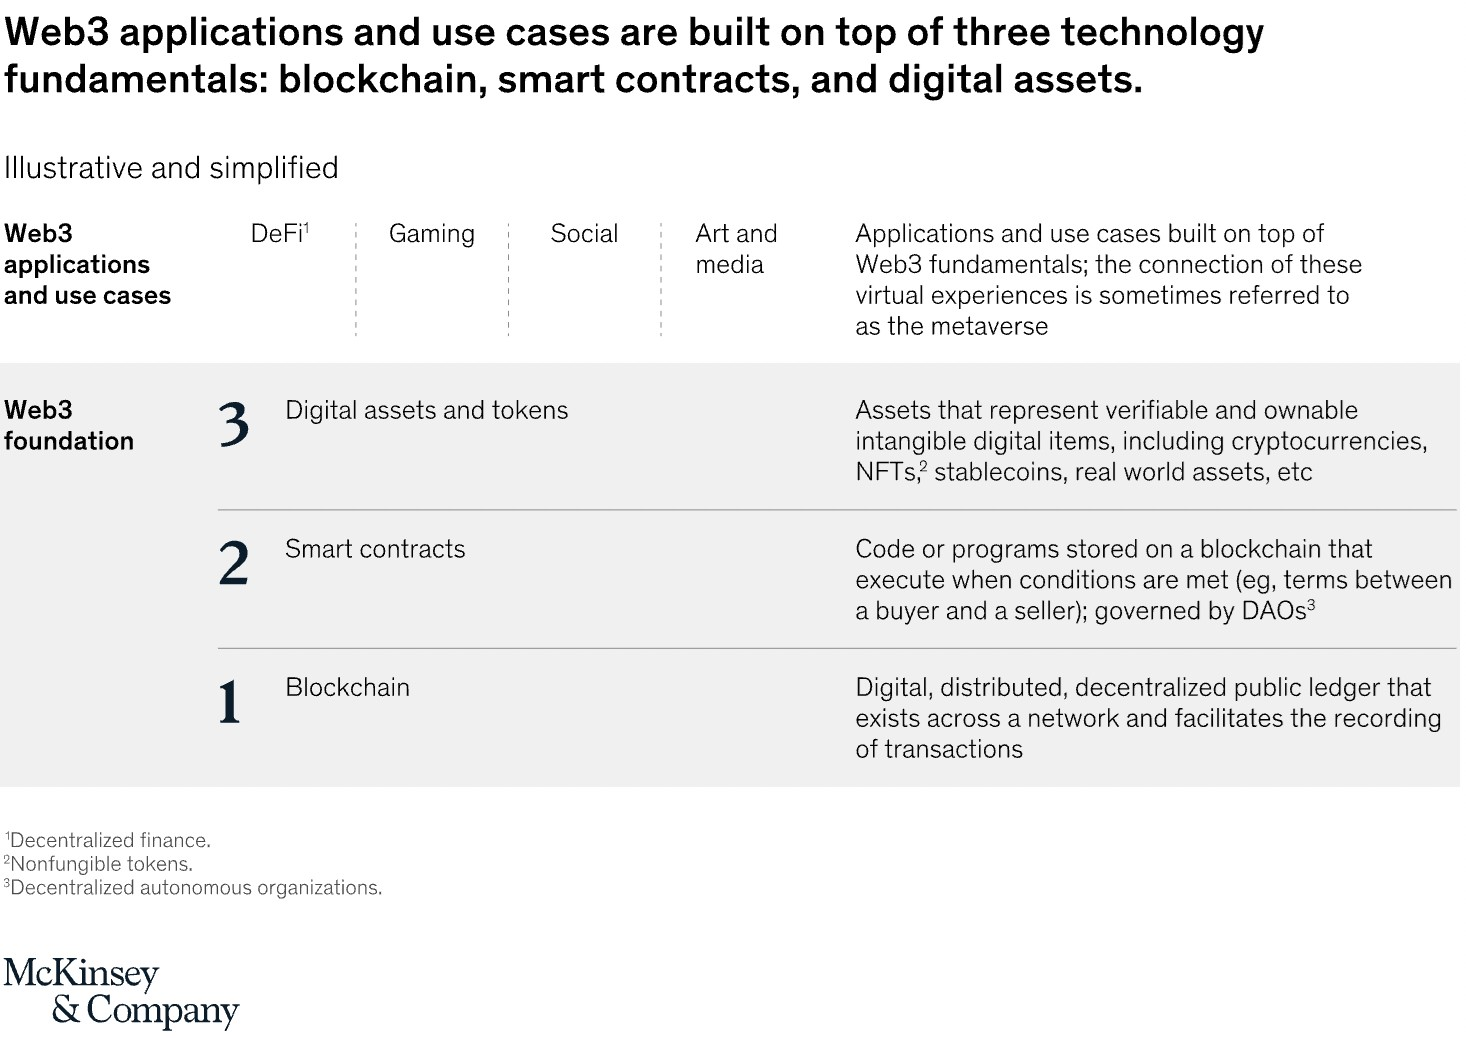 Web3 applications and use cases are built on top of three technology
fundamentals: blockchain, smart contracts, and digital assets.
Illustrative and simplified
Web3
applications
and use cases
DeFi¹
Gaming
Social
Art and
media
Applications and use cases built on top of
Web3 fundamentals; the connection of these
virtual experiences is sometimes referred to
as the metaverse
Web3
foundation
3
Digital assets and tokens
Assets that represent verifiable and ownable
intangible digital items, including cryptocurrencies,
NFTs,² stablecoins, real world assets, etc
2
Smart contracts
Code or programs stored on a blockchain that
execute when conditions are met (eg, terms between
a buyer and a seller); governed by DAOs³
1
Blockchain
Digital, distributed, decentralized public ledger that
exists across a network and facilitates the recording
of transactions
¹Decentralized finance.
²Nonfungible tokens.
³Decentralized autonomous organizations.
McKinsey
& Company